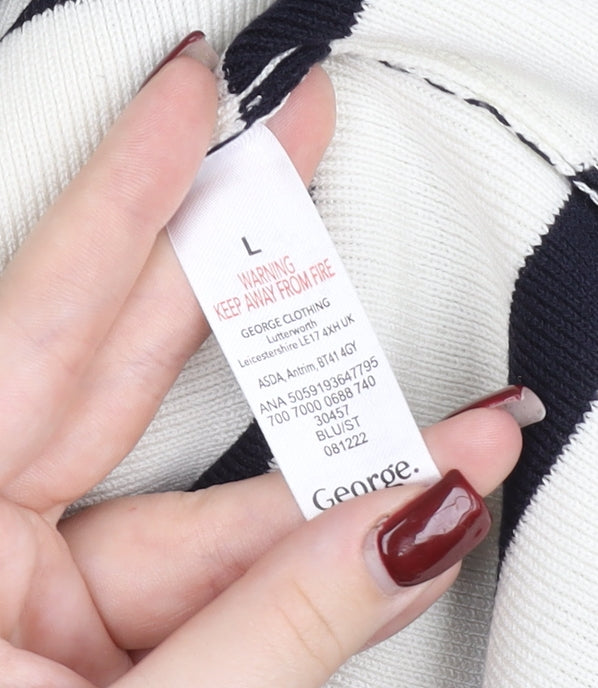 L
WARNING
KEEP AWAY FROM FIRE
GEORGE CLOTHING
Lutterworth
Leicestershire LE17 4XH UK
ASDA, Antrim, BT41 4GY
ANA 5059193647795
700 7000 0688 740
30457
BLU/ST
081222
George.